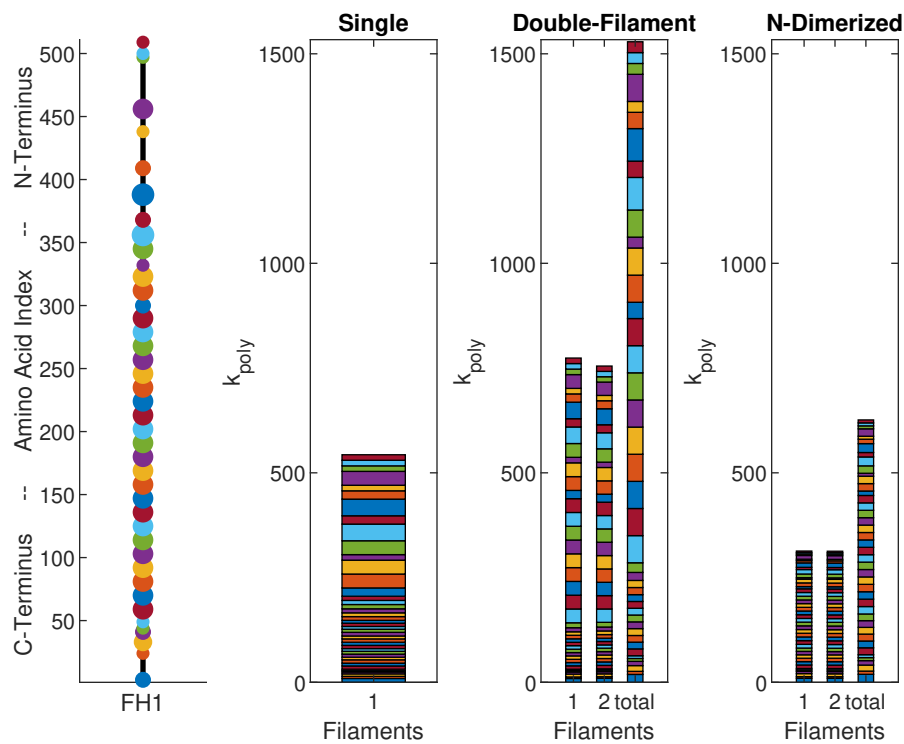 Single
Double-Filament
N-Dimerized
C-Terminus -- Amino Acid Index -- N-Terminus
500
450
400
350
300
250
200
150
100
50
FH1
k_poly
1500
1000
500
0
1
Filaments
k_poly
1500
1000
500
0
1 2 total
Filaments
k_poly
1500
1000
500
0
1 2 total
Filaments